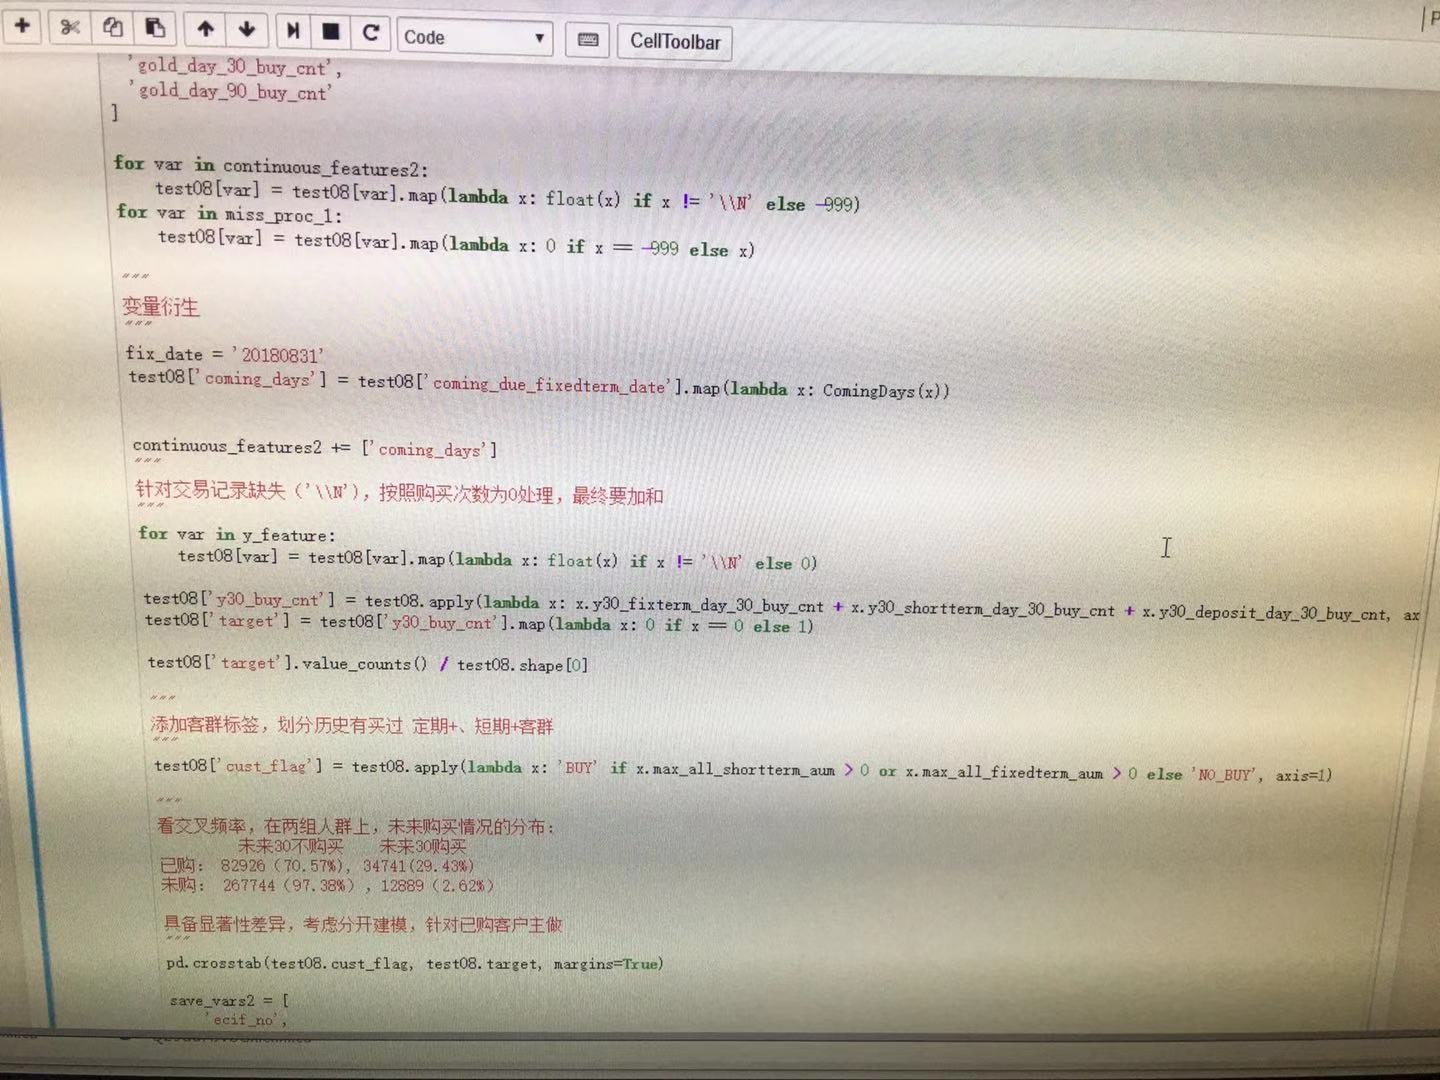 Code
CellToolbar
'gold_day_30_buy_cnt',
'gold_day_90_buy_cnt'
]
for var in continuous_features2:
test08[var] = test08[var].map(lambda x: float(x) if x != '\\N' else -999)
for var in miss_proc_1:
test08[var] = test08[var].map(lambda x: 0 if x == -999 else x)
"""
变量衍生
"""
fix_date = '20180831'
test08['coming_days'] = test08['coming_due_fixedterm_date'].map(lambda x: ComingDays(x))
continuous_features2 += ['coming_days']
"""
针对交易记录缺失（'\\N'），按照购买次数为0处理，最终要加和
"""
for var in y_feature:
test08[var] = test08[var].map(lambda x: float(x) if x != '\\N' else 0)
test08['y30_buy_cnt'] = test08.apply(lambda x: x.y30_fixterm_day_30_buy_cnt + x.y30_shortterm_day_30_buy_cnt + x.y30_deposit_day_30_buy_cnt, ax
test08['target'] = test08['y30_buy_cnt'].map(lambda x: 0 if x == 0 else 1)
test08['target'].value_counts() / test08.shape[0]
"""
添加客群标签，划分历史有买过 定期+、短期+客群
"""
test08['cust_flag'] = test08.apply(lambda x: 'BUY' if x.max_all_shortterm_aum > 0 or x.max_all_fixedterm_aum > 0 else 'NO_BUY', axis=1)
"""
看交叉频率，在两组人群上，未来购买情况的分布：
未来30不购买 未来30购买
已购： 82926（70.57%），34741(29.43%)
未购： 267744（97.38%），12889（2.62%）
具备显著性差异，考虑分开建模，针对已购客户主做
"""
pd.crosstab(test08.cust_flag, test08.target, margins=True)
save_vars2 = [
'ecif_no',